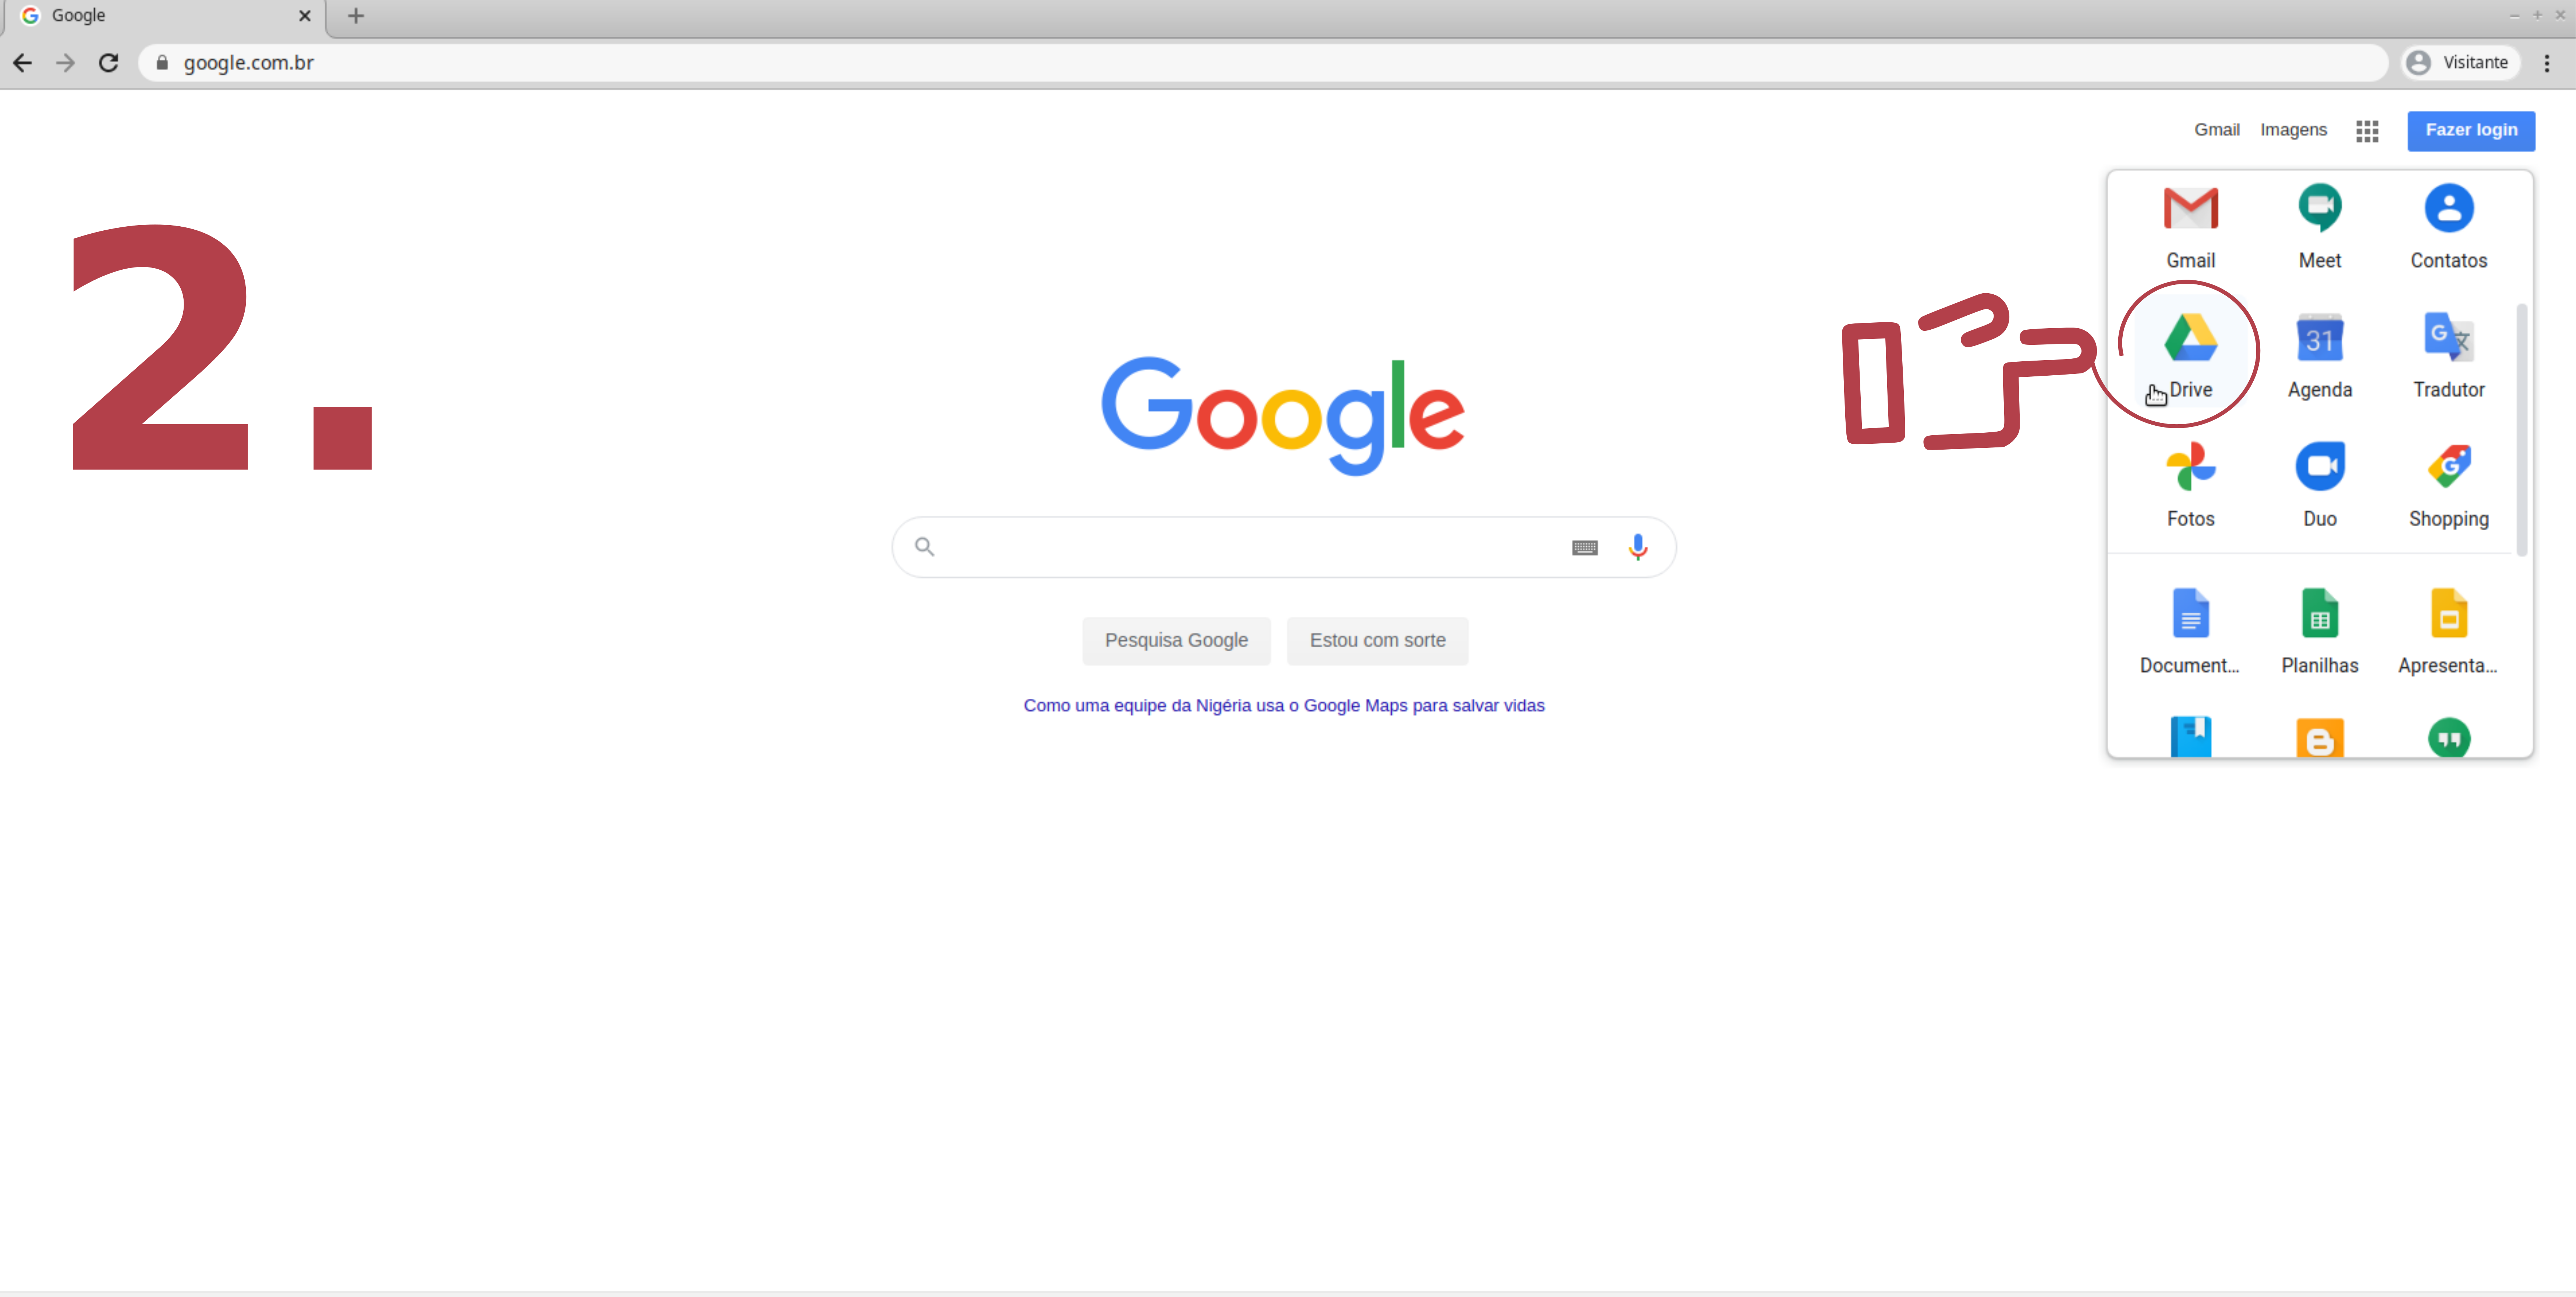 Google
google.com.br
Visitante
Gmail Imagens Fazer login
2.
Gmail Meet Contatos
Drive Agenda Tradutor
31
G
Fotos Duo Shopping
G
Document... Planilhas Apresenta...
Google
Pesquisa Google Estou com sorte
Como uma equipe da Nigéria usa o Google Maps para salvar vidas